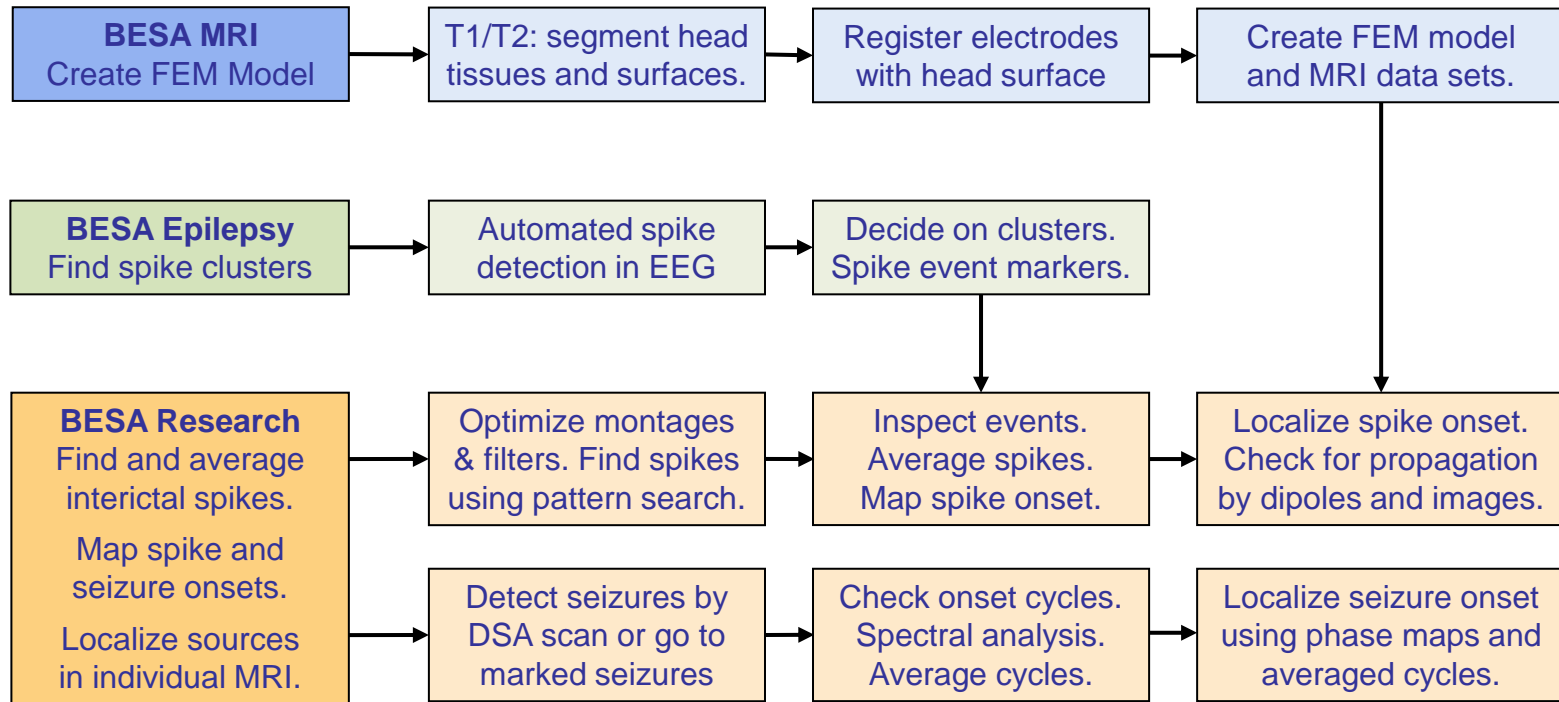 BESA MRI
Create FEM Model
T1/T2: segment head
tissues and surfaces.
Register electrodes
with head surface
Create FEM model
and MRI data sets.
BESA Epilepsy
Find spike clusters
Automated spike
detection in EEG
Decide on clusters.
Spike event markers.
BESA Research
Find and average
interictal spikes.
Map spike and
seizure onsets.
Localize sources
in individual MRI.
Optimize montages
& filters. Find spikes
using pattern search.
Inspect events.
Average spikes.
Map spike onset.
Localize spike onset.
Check for propagation
by dipoles and images.
Detect seizures by
DSA scan or go to
marked seizures
Check onset cycles.
Spectral analysis.
Average cycles.
Localize seizure onset
using phase maps and
averaged cycles.